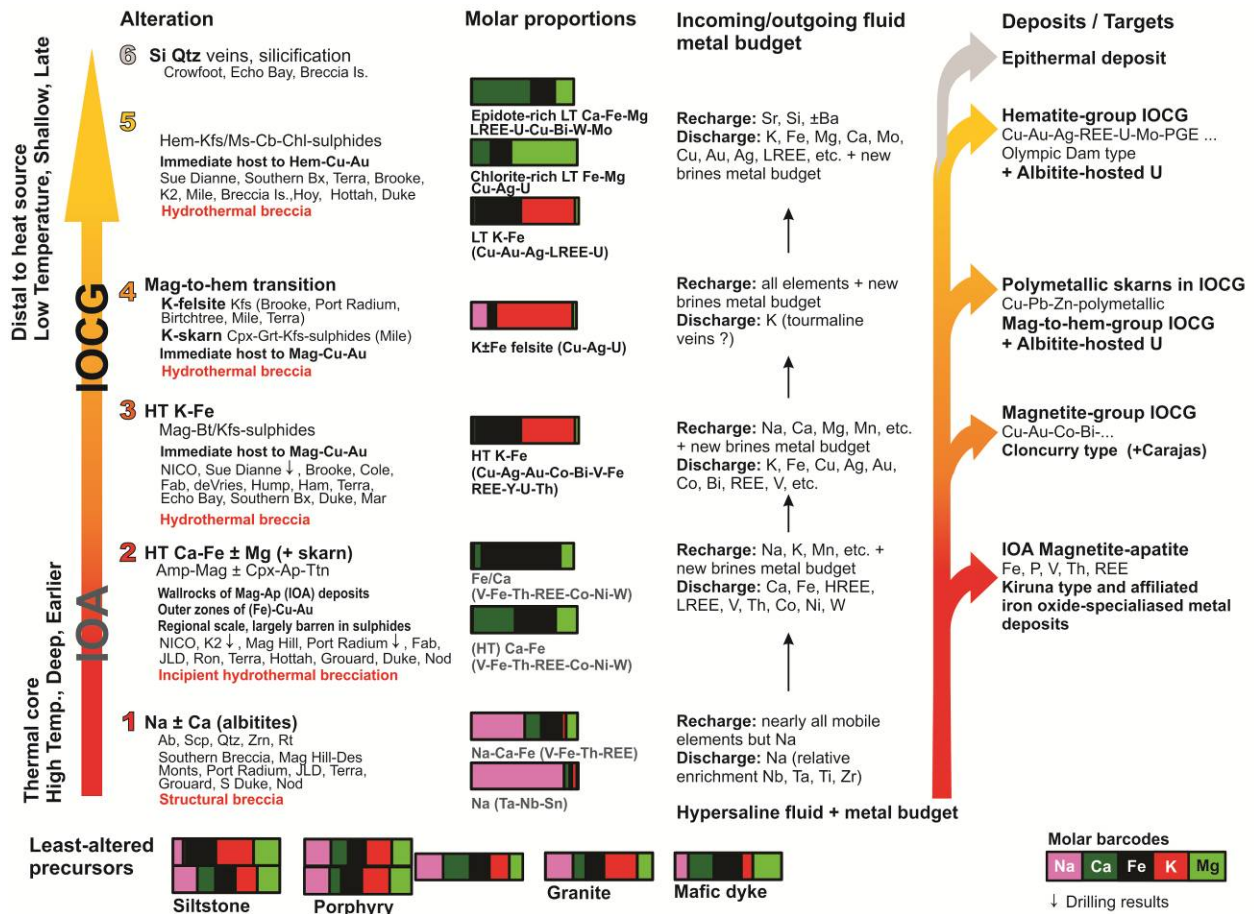 Alteration
Molar proportions
Incoming/outgoing fluid
metal budget
Deposits / Targets
Distal to heat source
Low Temperature, Shallow, Late
IOCG
IOA
Thermal core
High Temp., Deep, Earlier
6 Si Qtz veins, silicification
Crowfoot, Echo Bay, Breccia Is.
5
Hem-Kfs/Ms-Cb-Chl-sulphides
Immediate host to Hem-Cu-Au
Sue Dianne, Southern Bx, Terra, Brooke,
K2, Mile, Breccia Is.,Hoy, Hottah, Duke
Hydrothermal breccia
Epidote-rich LT Ca-Fe-Mg
LREE-U-Cu-Bi-W-Mo
Chlorite-rich LT Fe-Mg
Cu-Ag-U
LT K-Fe
(Cu-Au-Ag-LREE-U)
Recharge: Sr, Si, ±Ba
Discharge: K, Fe, Mg, Ca, Mo,
Cu, Au, Ag, LREE, etc. + new
brines metal budget
Epithermal deposit
Hematite-group IOCG
Cu-Au-Ag-REE-U-Mo-PGE ...
Olympic Dam type
+ Albitite-hosted U
4 Mag-to-hem transition
K-felsite Kfs (Brooke, Port Radium,
Birtchtree, Mile, Terra)
K-skarn Cpx-Grt-Kfs-sulphides (Mile)
Immediate host to Mag-Cu-Au
Hydrothermal breccia
K±Fe felsite (Cu-Ag-U)
Recharge: all elements + new
brines metal budget
Discharge: K (tourmaline
veins ?)
Polymetallic skarns in IOCG
Cu-Pb-Zn-polymetallic
Mag-to-hem-group IOCG
+ Albitite-hosted U
3 HT K-Fe
Mag-Bt/Kfs-sulphides
Immediate host to Mag-Cu-Au
NICO, Sue Dianne ↓, Brooke, Cole,
Fab, deVries, Hump, Ham, Terra,
Echo Bay, Southern Bx, Duke, Mar
Hydrothermal breccia
HT K-Fe
(Cu-Ag-Au-Co-Bi-V-Fe
REE-Y-U-Th)
Recharge: Na, Ca, Mg, Mn, etc.
+ new brines metal budget
Discharge: K, Fe, Cu, Ag, Au,
Co, Bi, REE, V, etc.
Magnetite-group IOCG
Cu-Au-Co-Bi-...
Cloncurry type (+Carajas)
2 HT Ca-Fe ± Mg (+ skarn)
Amp-Mag ± Cpx-Ap-Ttn
Wallrocks of Mag-Ap (IOA) deposits
Outer zones of (Fe)-Cu-Au
Regional scale, largely barren in sulphides
NICO, K2 ↓, Mag Hill, Port Radium ↓, Fab,
JLD, Ron, Terra, Hottah, Grouard, Duke, Nod
Incipient hydrothermal brecciation
Fe/Ca
(V-Fe-Th-REE-Co-Ni-W)
(HT) Ca-Fe
(V-Fe-Th-REE-Co-Ni-W)
Recharge: Na, K, Mn, etc. +
new brines metal budget
Discharge: Ca, Fe, HREE,
LREE, V, Th, Co, Ni, W
IOA Magnetite-apatite
Fe, P, V, Th, REE
Kiruna type and affiliated
iron oxide-specialiased metal
deposits
1 Na ± Ca (albitites)
Ab, Scp, Qtz, Zrn, Rt
Southern Breccia, Mag Hill-Des
Monts, Port Radium, JLD, Terra,
Grouard, S Duke, Nod
Structural breccia
Na-Ca-Fe (V-Fe-Th-REE)
Na (Ta-Nb-Sn)
Recharge: nearly all mobile
elements but Na
Discharge: Na (relative
enrichment Nb, Ta, Ti, Zr)
Hypersaline fluid + metal budget
Least-altered
precursors
Siltstone
Porphyry
Granite
Mafic dyke
Molar barcodes
Na Ca Fe K Mg
↓ Drilling results